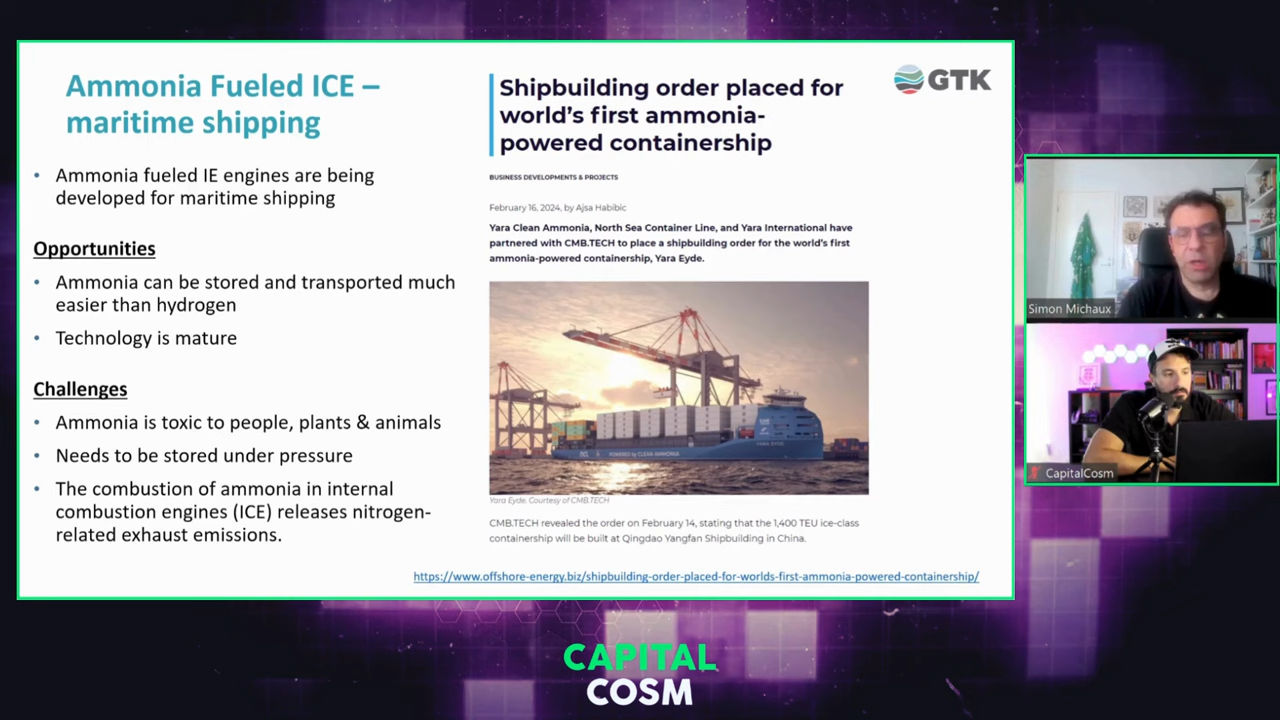 Ammonia Fueled ICE –
maritime shipping
• Ammonia fueled IE engines are being
developed for maritime shipping
Opportunities
• Ammonia can be stored and transported much
easier than hydrogen
• Technology is mature
Challenges
• Ammonia is toxic to people, plants & animals
• Needs to be stored under pressure
• The combustion of ammonia in internal
combustion engines (ICE) releases nitrogen-
related exhaust emissions.
Shipbuilding order placed for
world's first ammonia-
powered containership
GTK
BUSINESS DEVELOPMENTS & PROJECTS
February 16, 2024, by Ajsa Habibic
Yara Clean Ammonia, North Sea Container Line, and Yara International have
partnered with CMB.TECH to place a shipbuilding order for the world's first
ammonia-powered containership, Yara Eyde.
POWERED BY CLEAN AMMONIA
YARA EYDE
Yara Eyde. Courtesy of CMB.TECH
CMB.TECH revealed the order on February 14, stating that the 1,400 TEU ice-class
containership will be built at Qingdao Yangfan Shipbuilding in China.
https://www.offshore-energy.biz/shipbuilding-order-placed-for-worlds-first-ammonia-powered-containership/
Simon Michaux
CapitalCosm
CAPITAL
COSM